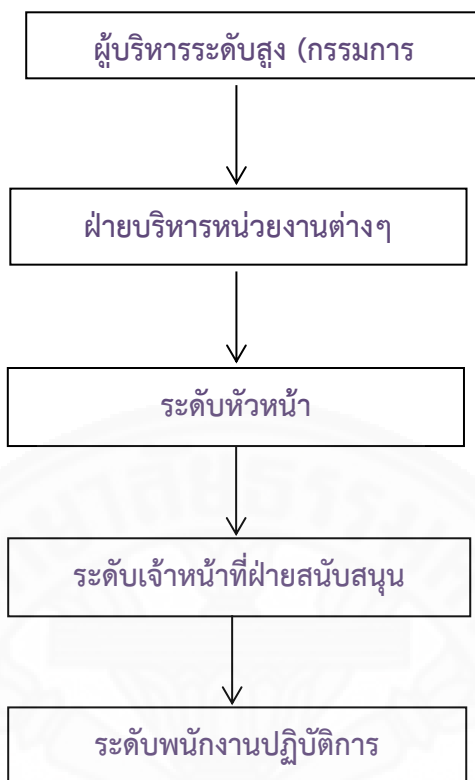 ผู้บริหารระดับสูง (กรรมการ
ฝ่ายบริหารหน่วยงานต่างๆ
ระดับหัวหน้า
ระดับเจ้าหน้าที่ฝ่ายสนับสนุน
ระดับพนักงานปฏิบัติการ